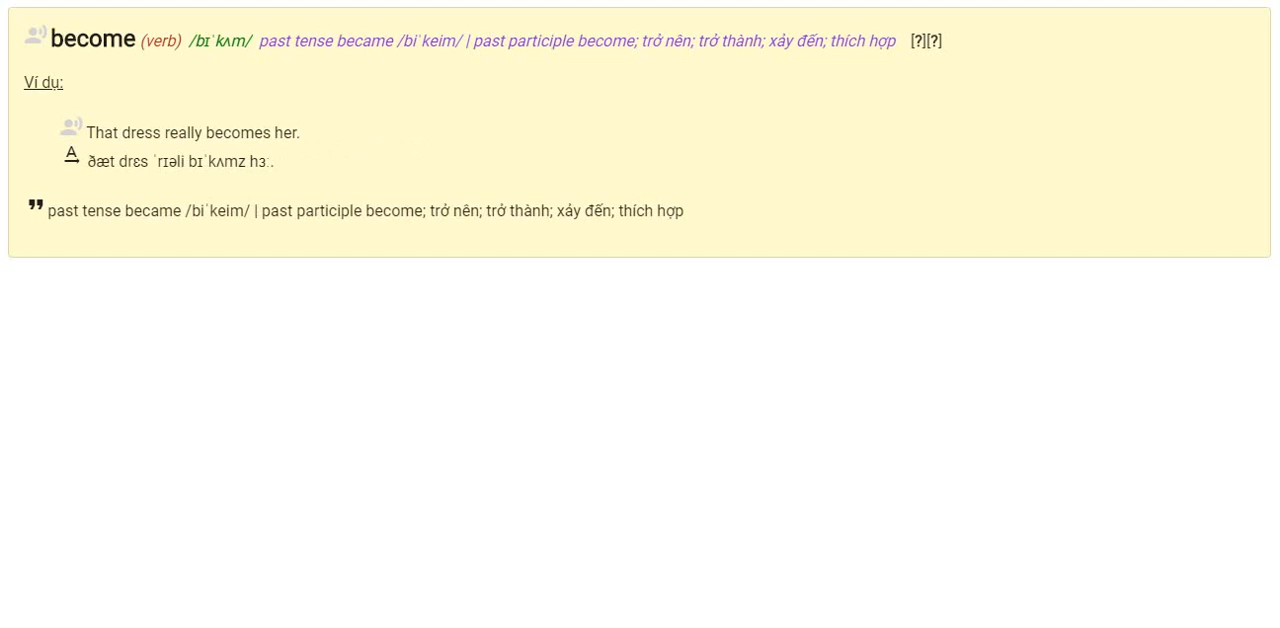 become (verb) /bɪˈkʌm/ past tense became /biˈkeim/ | past participle become; trở nên; trở thành; xảy đến; thích hợp [?][?]
Ví dụ:
That dress really becomes her.
ðæt drɛs ˈrɪəli bɪˈkʌmz hɜː.
past tense became /biˈkeim/ | past participle become; trở nên; trở thành; xảy đến; thích hợp